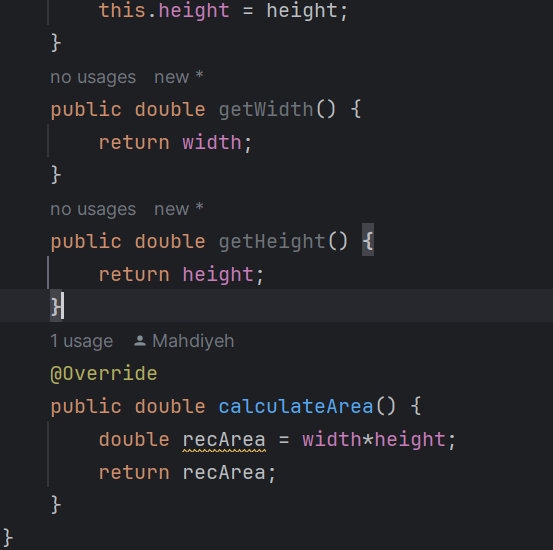 this.height = height;
}
no usages   new *
public double getWidth() {
return width;
}
no usages   new *
public double getHeight() {
return height;
}
1 usage   Mahdiyeh
@Override
public double calculateArea() {
double recArea = width*height;
return recArea;
}
}